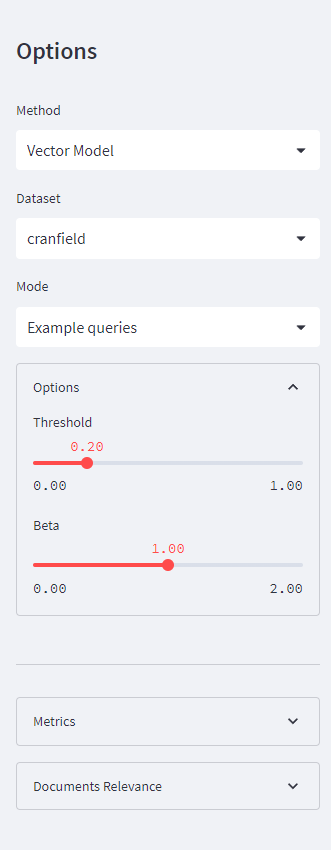 Options
Method
Vector Model
Dataset
cranfield
Mode
Example queries
Options
Threshold
0.20
0.00 1.00
Beta
1.00
0.00 2.00
Metrics
Documents Relevance